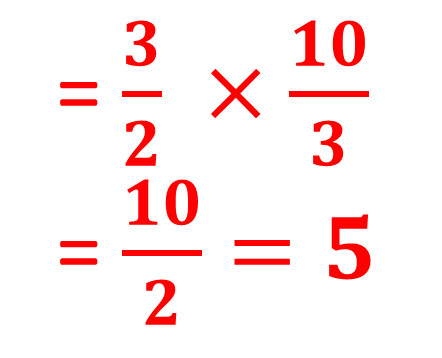 = 3/2 × 10/3
= 10/2 = 5